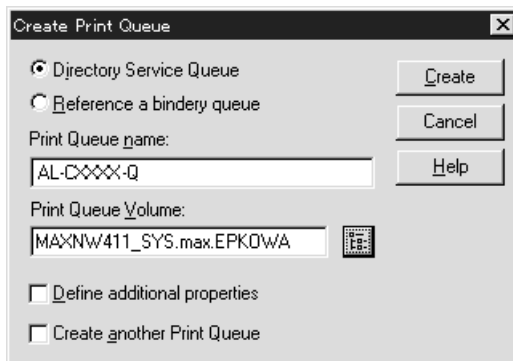 Create Print Queue
Directory Service Queue
Reference a bindery queue
Print Queue name:
AL-CXXXX-Q
Print Queue Volume:
MAXNW411_SYS.max.EPKOWA
Define additional properties
Create another Print Queue
Create
Cancel
Help